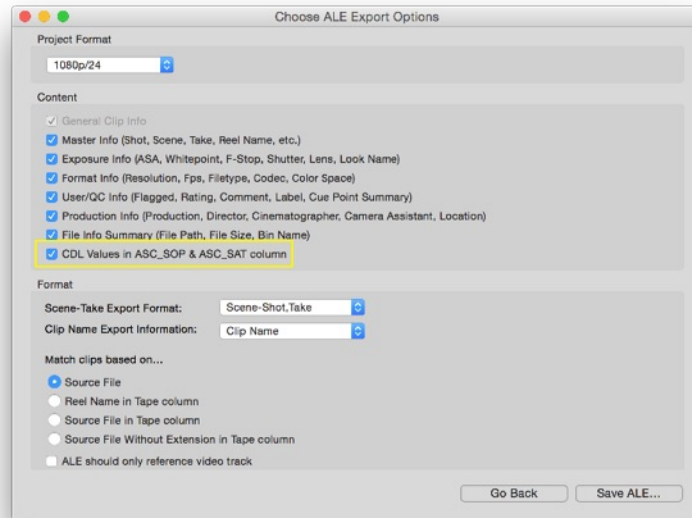 Choose ALE Export Options
Project Format
1080p/24
Content
General Clip Info
Master Info (Shot, Scene, Take, Reel Name, etc.)
Exposure Info (ASA, Whitepoint, F-Stop, Shutter, Lens, Look Name)
Format Info (Resolution, Fps, Filetype, Codec, Color Space)
User/QC Info (Flagged, Rating, Comment, Label, Cue Point Summary)
Production Info (Production, Director, Cinematographer, Camera Assistant, Location)
File Info Summary (File Path, File Size, Bin Name)
CDL Values in ASC_SOP & ASC_SAT column
Format
Scene-Take Export Format: Scene-Shot,Take
Clip Name Export Information: Clip Name
Match clips based on...
Source File
Reel Name in Tape column
Source File in Tape column
Source File Without Extension in Tape column
ALE should only reference video track
Go Back Save ALE...